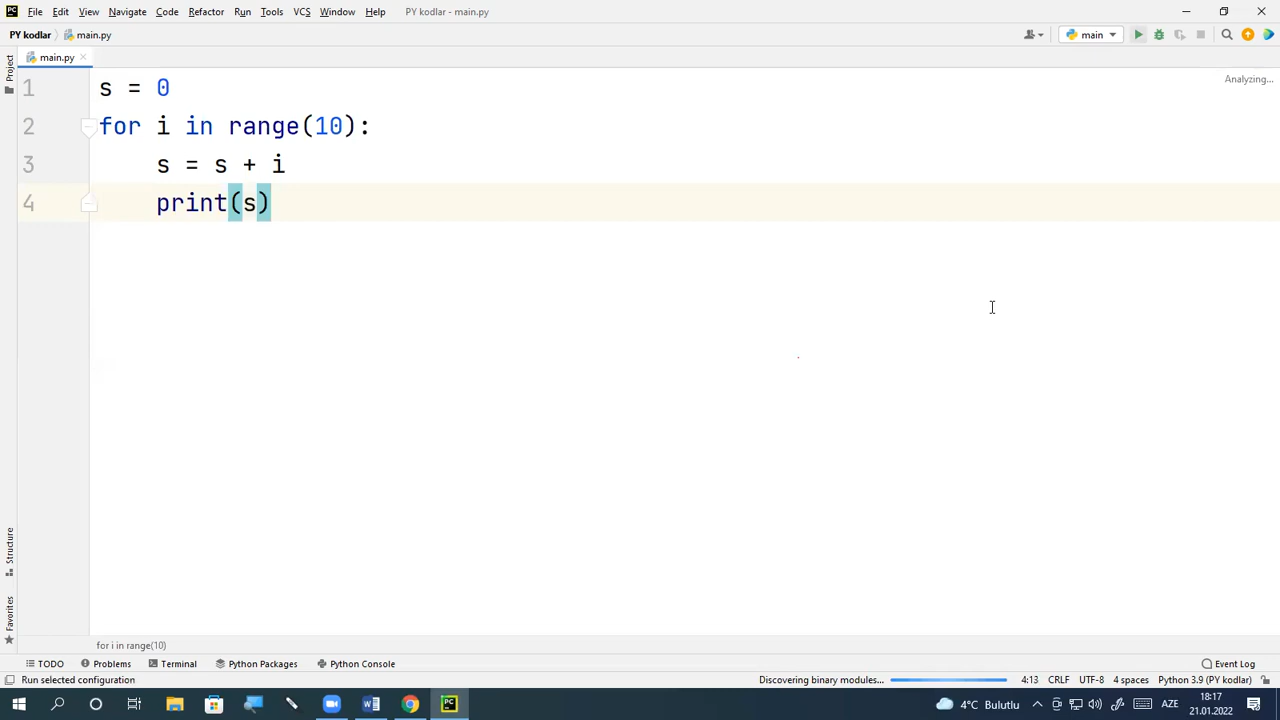 File Edit View Navigate Code Refactor Run Tools VCS Window Help PY kodlar - main.py
PY kodlar main.py main
main.py
Analyzing...
Project
1 s = 0
2 for i in range(10):
3 s = s + i
4 print(s)
Structure
Favorites
for i in range(10)
TODO Problems Terminal Python Packages Python Console Event Log
Run selected configuration Discovering binary modules... 4:13 CRLF UTF-8 4 spaces Python 3.9 (PY kodlar)
4°C Bulutlu AZE 18:17
21.01.2022